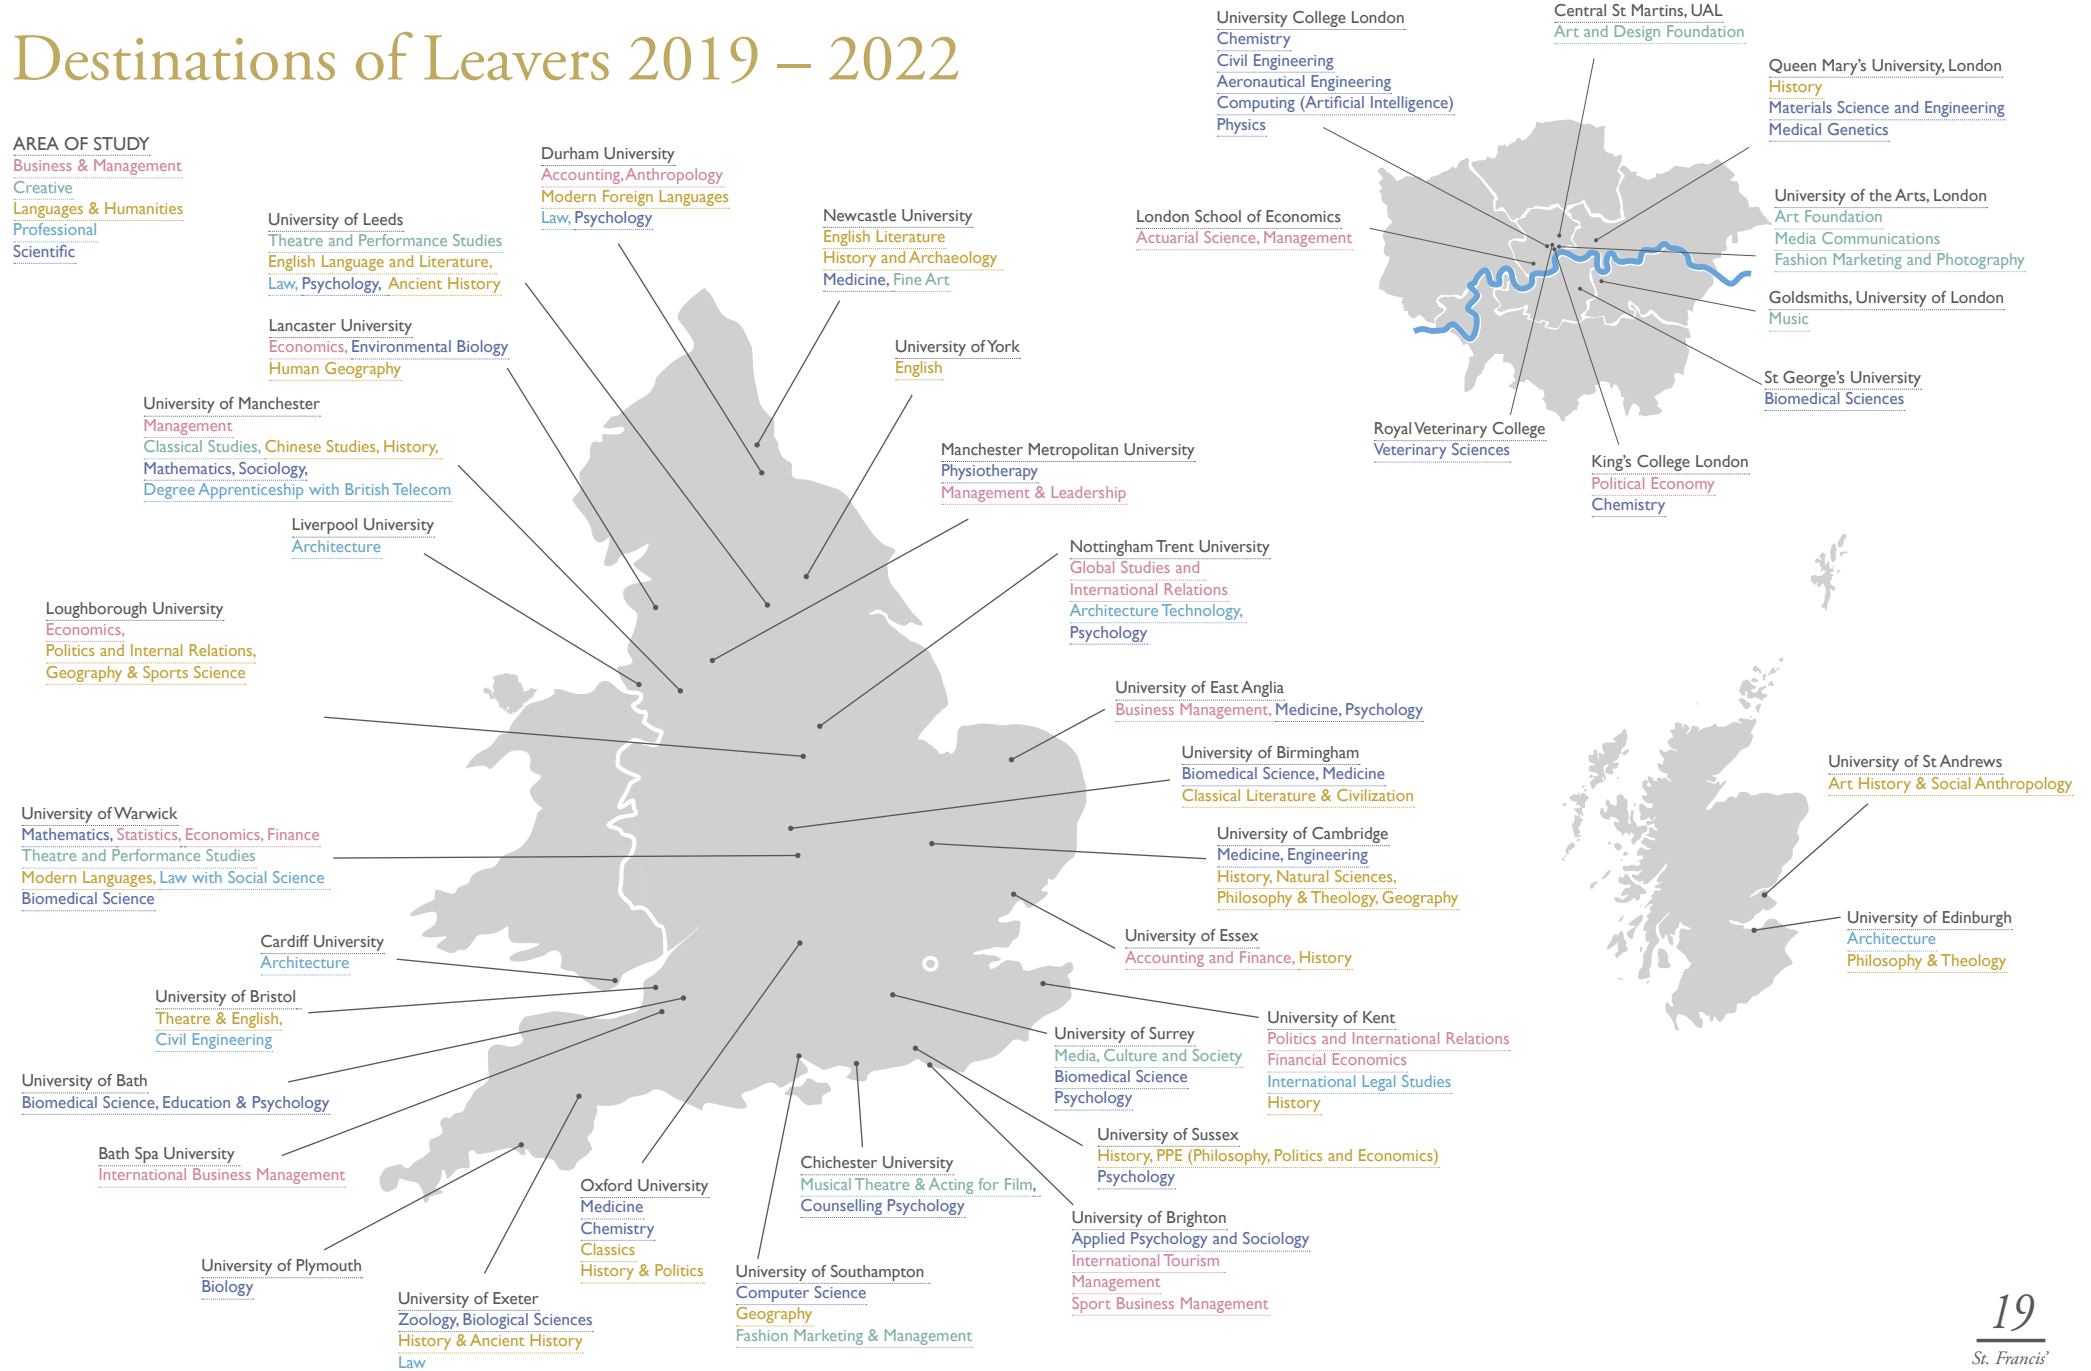 Destinations of Leavers 2019 – 2022
AREA OF STUDY
Business & Management
Creative
Languages & Humanities
Professional
Scientific
University of Leeds
Theatre and Performance Studies
English Language and Literature,
Law, Psychology, Ancient History
Durham University
Accounting, Anthropology
Modern Foreign Languages
Law, Psychology
Newcastle University
English Literature
History and Archaeology
Medicine, Fine Art
Lancaster University
Economics, Environmental Biology
Human Geography
University of York
English
University of Manchester
Management
Classical Studies, Chinese Studies, History,
Mathematics, Sociology,
Degree Apprenticeship with British Telecom
Manchester Metropolitan University
Physiotherapy
Management & Leadership
Liverpool University
Architecture
Nottingham Trent University
Global Studies and
International Relations
Architecture Technology,
Psychology
Loughborough University
Economics,
Politics and Internal Relations,
Geography & Sports Science
University of East Anglia
Business Management, Medicine, Psychology
University of Birmingham
Biomedical Science, Medicine
Classical Literature & Civilization
University of Warwick
Mathematics, Statistics, Economics, Finance
Theatre and Performance Studies
Modern Languages, Law with Social Science
Biomedical Science
University of Cambridge
Medicine, Engineering
History, Natural Sciences,
Philosophy & Theology, Geography
Cardiff University
Architecture
University of Essex
Accounting and Finance, History
University of Bristol
Theatre & English,
Civil Engineering
University of Surrey
Media, Culture and Society
Biomedical Science
Psychology
University of Kent
Politics and International Relations
Financial Economics
International Legal Studies
History
University of Bath
Biomedical Science, Education & Psychology
Bath Spa University
International Business Management
University of Sussex
History, PPE (Philosophy, Politics and Economics)
Psychology
Chichester University
Musical Theatre & Acting for Film,
Counselling Psychology
Oxford University
Medicine
Chemistry
Classics
History & Politics
University of Brighton
Applied Psychology and Sociology
International Tourism
Management
Sport Business Management
University of Plymouth
Biology
University of Exeter
Zoology, Biological Sciences
History & Ancient History
Law
University of Southampton
Computer Science
Geography
Fashion Marketing & Management
University College London
Chemistry
Civil Engineering
Aeronautical Engineering
Computing (Artificial Intelligence)
Physics
Central St Martins, UAL
Art and Design Foundation
Queen Mary's University, London
History
Materials Science and Engineering
Medical Genetics
London School of Economics
Actuarial Science, Management
University of the Arts, London
Art Foundation
Media Communications
Fashion Marketing and Photography
Goldsmiths, University of London
Music
St George's University
Biomedical Sciences
Royal Veterinary College
Veterinary Sciences
King's College London
Political Economy
Chemistry
University of St Andrews
Art History & Social Anthropology
University of Edinburgh
Architecture
Philosophy & Theology
19
St. Francis'